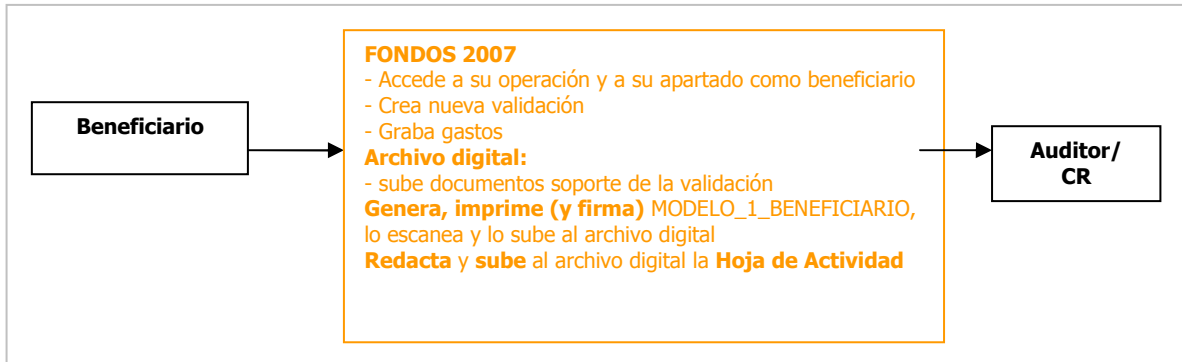 Beneficiario
FONDOS 2007
- Accede a su operación y a su apartado como beneficiario
- Crea nueva validación
- Graba gastos
Archivo digital:
- sube documentos soporte de la validación
Genera, imprime (y firma) MODELO_1_BENEFICIARIO,
lo escanea y lo sube al archivo digital
Redacta y sube al archivo digital la Hoja de Actividad
Auditor/
CR